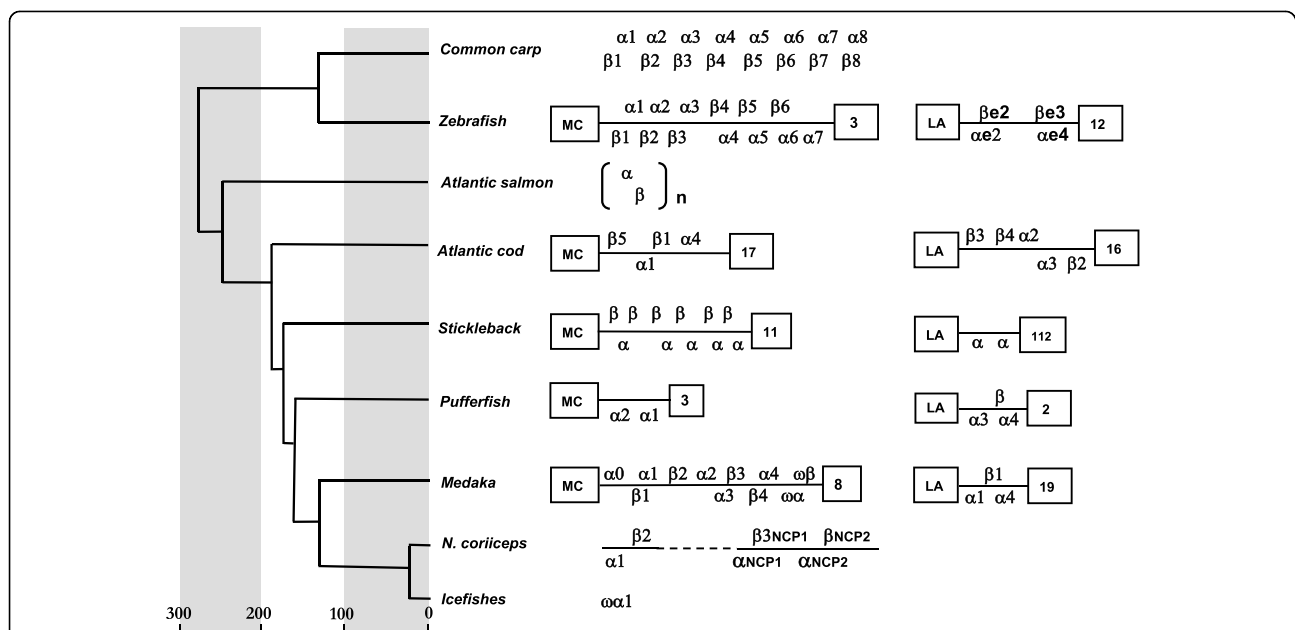 Common carp
α1 α2 α3 α4 α5 α6 α7 α8
β1 β2 β3 β4 β5 β6 β7 β8
Zebrafish
α1 α2 α3 β4 β5 β6
MC 3
β1 β2 β3 α4 α5 α6 α7
βe2 βe3
LA 12
αe2 αe4
Atlantic salmon
α
β n
Atlantic cod
β5 β1 α4
MC 17
α1
β3 β4 α2
LA 16
α3 β2
Stickleback
β β β β β β
MC 11
α α α α α
LA 112
α α
Pufferfish
MC 3
α2 α1
β
LA 2
α3 α4
Medaka
α0 α1 β2 α2 β3 α4 ωβ
MC 8
β1 α3 β4 ωα
β1
LA 19
α1 α4
N. coriiceps
β2 β3NCP1 βNCP2
α1 αNCP1 αNCP2
Icefishes
ωα1
300 200 100 0